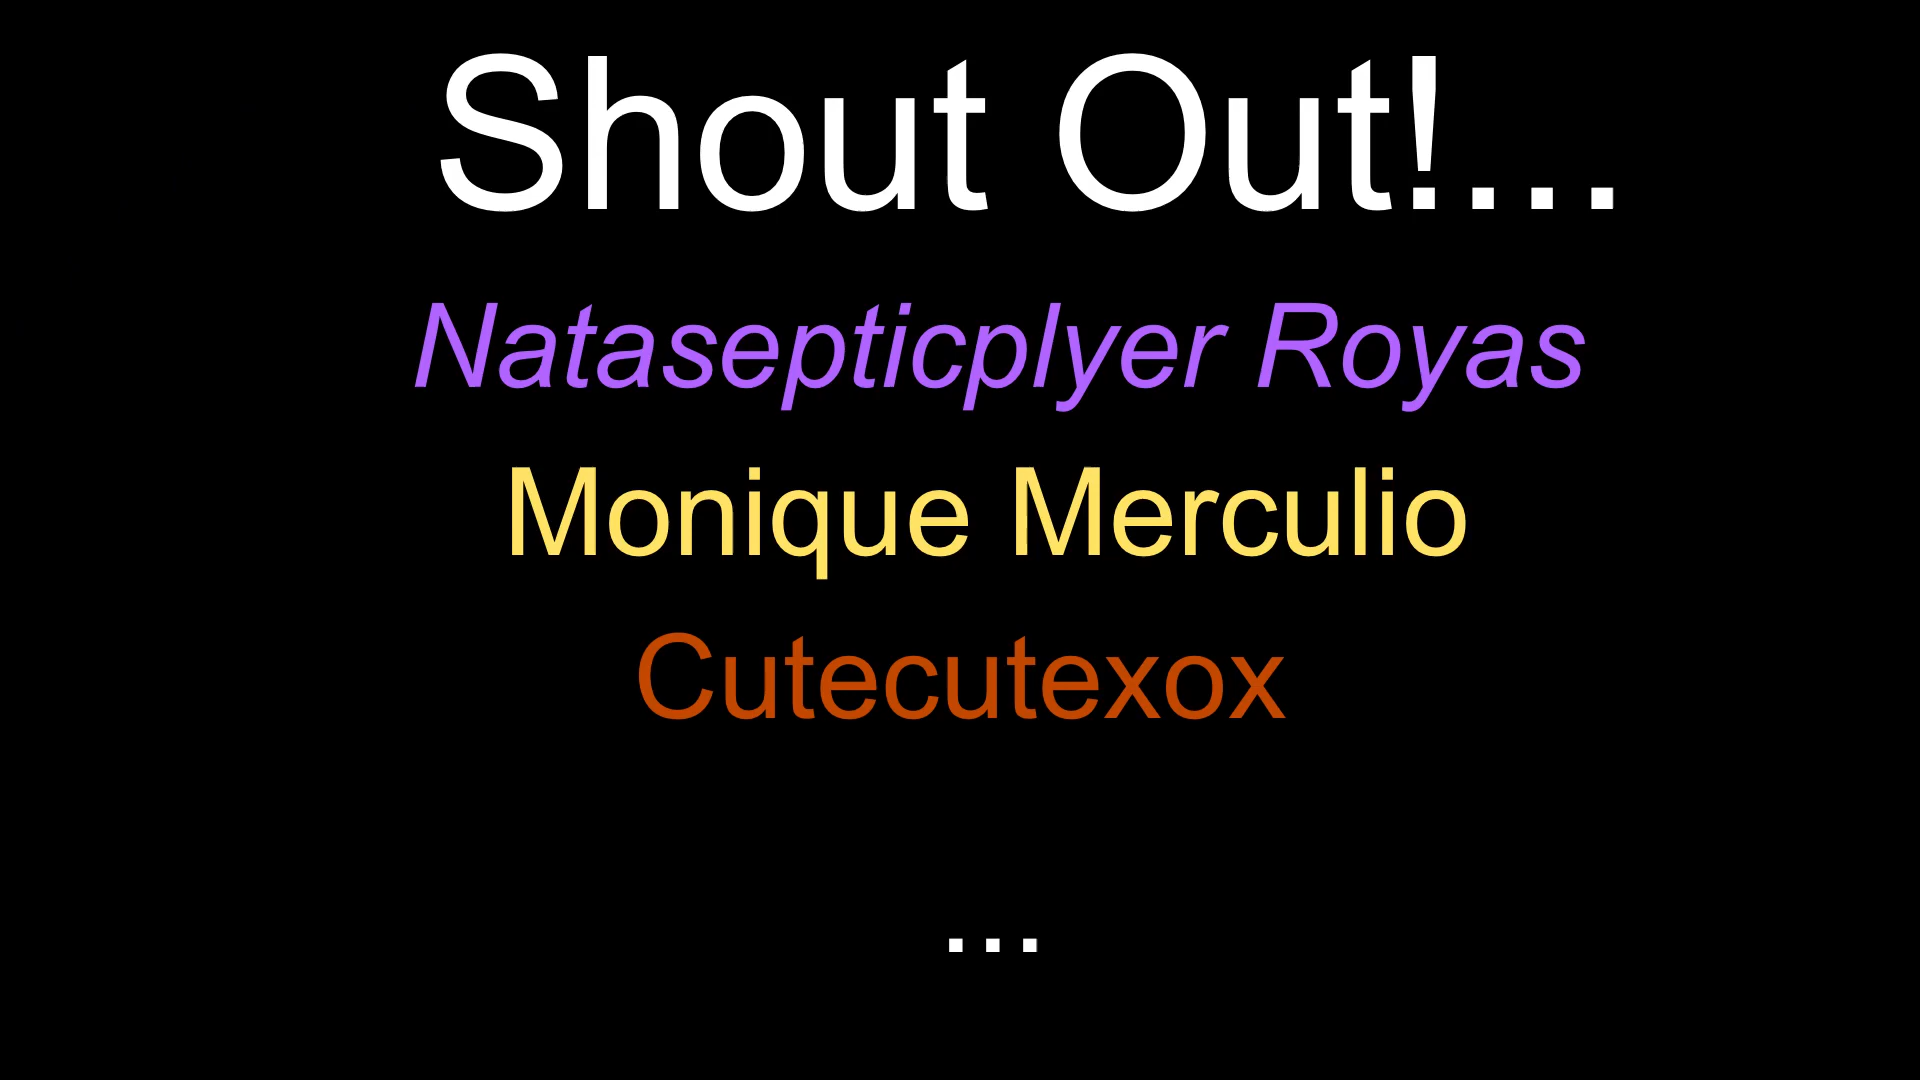 Shout Out!...
Natasepticplyer Royas
Monique Merculio
Cutecutexox
...